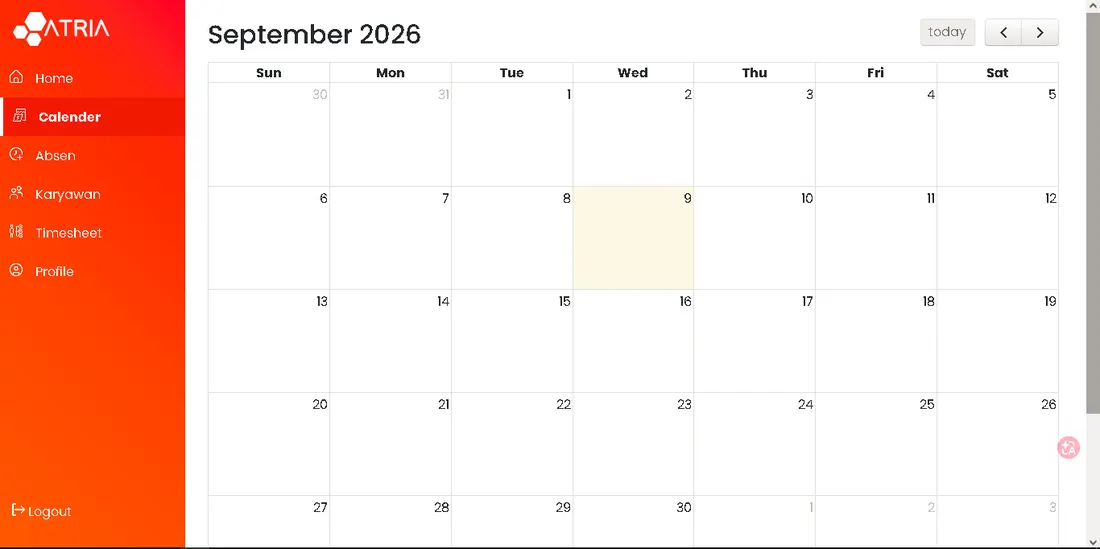 ATRIA
Home
Calender
Absen
Karyawan
Timesheet
Profile
Logout
September 2026
today
Sun Mon Tue Wed Thu Fri Sat
30 31 1 2 3 4 5
6 7 8 9 10 11 12
13 14 15 16 17 18 19
20 21 22 23 24 25 26
27 28 29 30 1 2 3